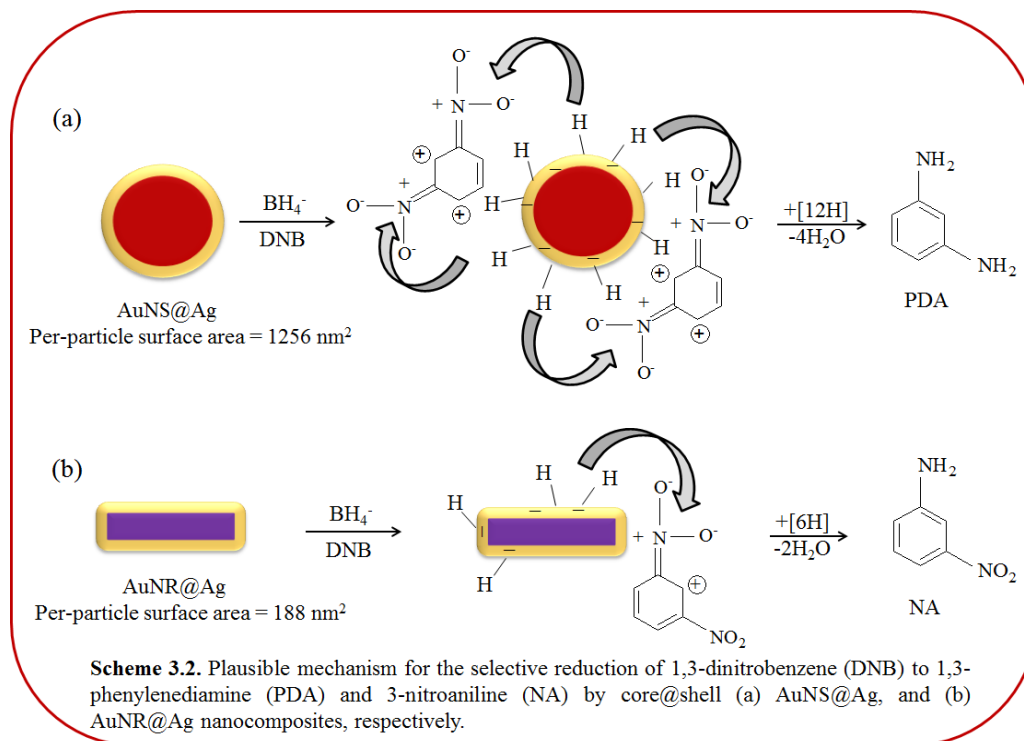 (a)
AuNS@Ag
Per-particle surface area = 1256 nm²
BH₄⁻
DNB
O⁻
+ N O⁻
+
+
O⁻ N
O⁻
+
H
H
H
H
H
H
H
H
H
O⁻
+ N O⁻
+
+
O⁻ N
+
O⁻
+[12H]
-4H₂O
NH₂
NH₂
PDA
(b)
AuNR@Ag
Per-particle surface area = 188 nm²
BH₄⁻
DNB
H
H
H
H
O⁻
+ N O⁻
+
NO₂
+[6H]
-2H₂O
NH₂
NO₂
NA
Scheme 3.2. Plausible mechanism for the selective reduction of 1,3-dinitrobenzene (DNB) to 1,3-
phenylenediamine (PDA) and 3-nitroaniline (NA) by core@shell (a) AuNS@Ag, and (b)
AuNR@Ag nanocomposites, respectively.